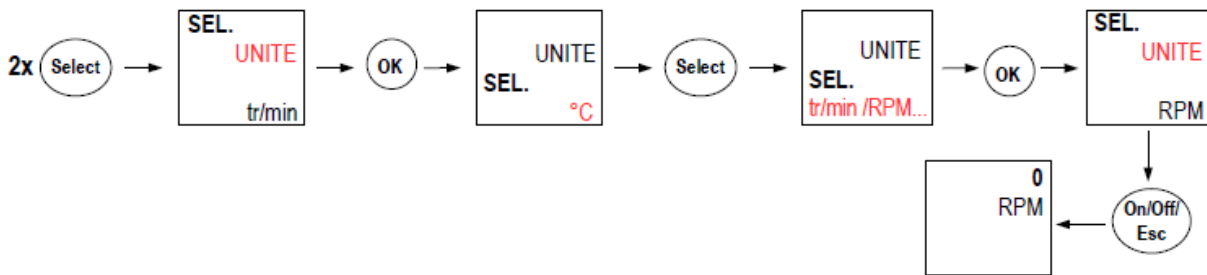 2x Select
SEL.
UNITE
tr/min
OK
UNITE
SEL.
°C
Select
UNITE
SEL.
tr/min /RPM...
OK
SEL.
UNITE
RPM
On/Off/
Esc
0
RPM